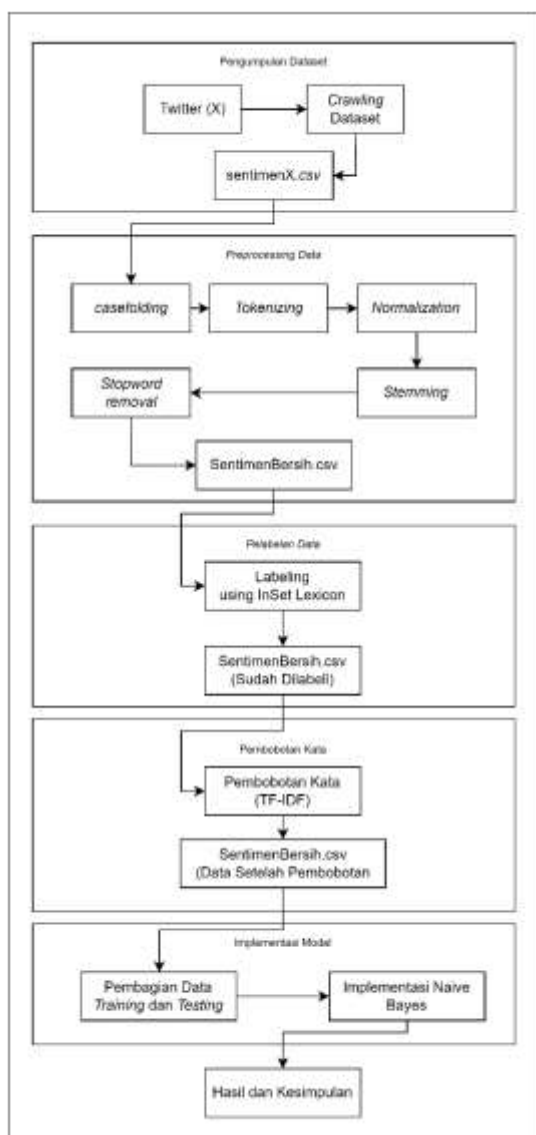 Pengumpulan Dataset
Twitter (X)
Crawling
Dataset
sentimenX.csv
Preprocessing Data
casefolding
Tokenizing
Normalization
Stopword
removal
Stemming
SentimenBersih.csv
Pelabelan Data
Labeling
using InSet Lexicon
SentimenBersih.csv
(Sudah Dilabeli)
Pembobotan Kata
Pembobotan Kata
(TF-IDF)
SentimenBersih.csv
(Data Setelah Pembobotan
Implementasi Model
Pembagian Data
Training dan Testing
Implementasi Naive
Bayes
Hasil dan Kesimpulan